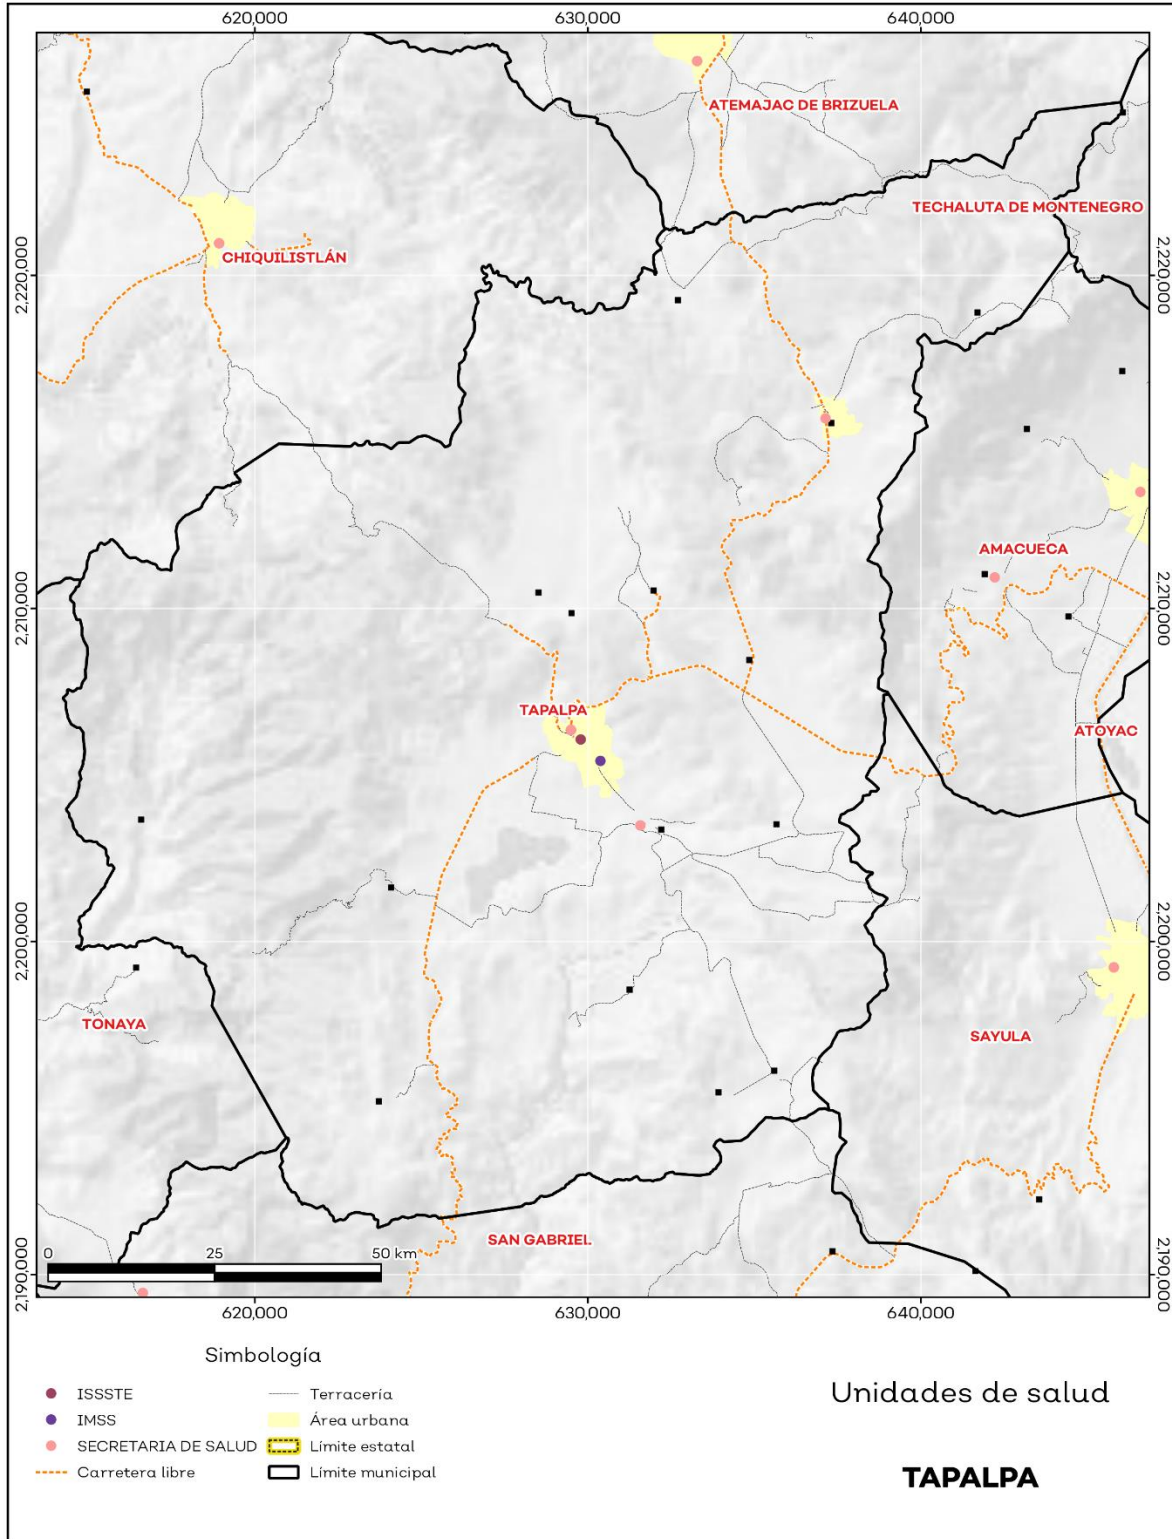 620,000 630,000 640,000
ATEMAJAC DE BRIZUELA
TECHALUTA DE MONTENEGRO
CHIQUILISTLÁN
2,220,000 2,220,000
AMACUECA
2,210,000 2,210,000
TAPALPA
ATOYAC
2,200,000 2,200,000
TONAYA
SAYULA
SAN GABRIEL
0 25 50 km
2,190,000 2,190,000
620,000 630,000 640,000
Simbología
ISSSTE
IMSS
SECRETARIA DE SALUD
Carretera libre
Terracería
Área urbana
Límite estatal
Límite municipal
Unidades de salud
TAPALPA